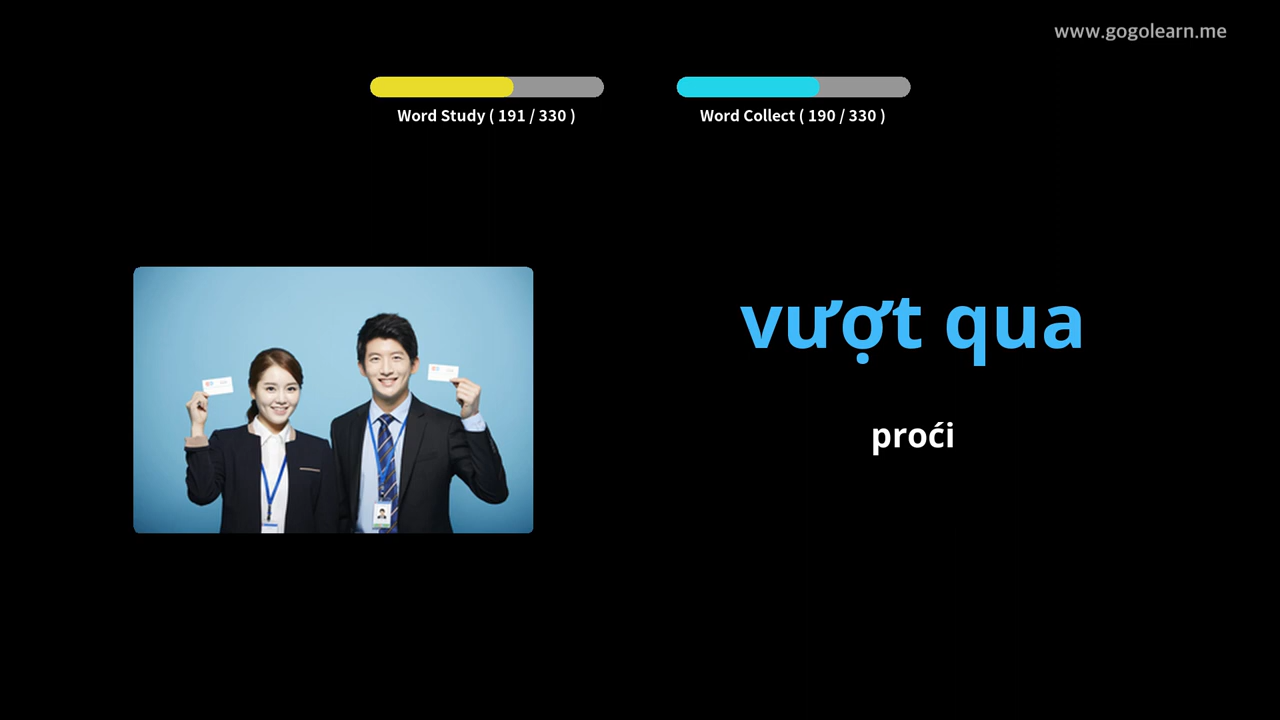 www.gogolearn.me
Word Study ( 191 / 330 )
Word Collect ( 190 / 330 )
vượt qua
proći